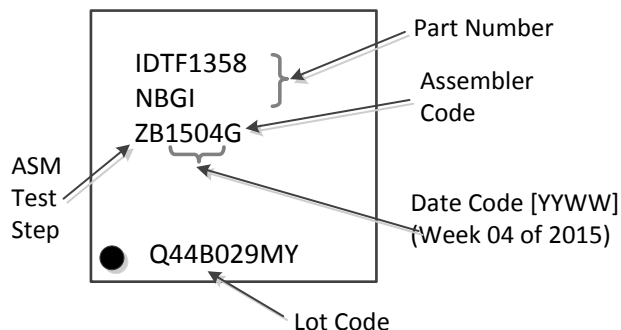 Part Number
IDTF1358
NBGI
Assembler
Code
ZB1504G
ASM
Test
Step
Date Code [YYWW]
(Week 04 of 2015)
Q44B029MY
Lot Code